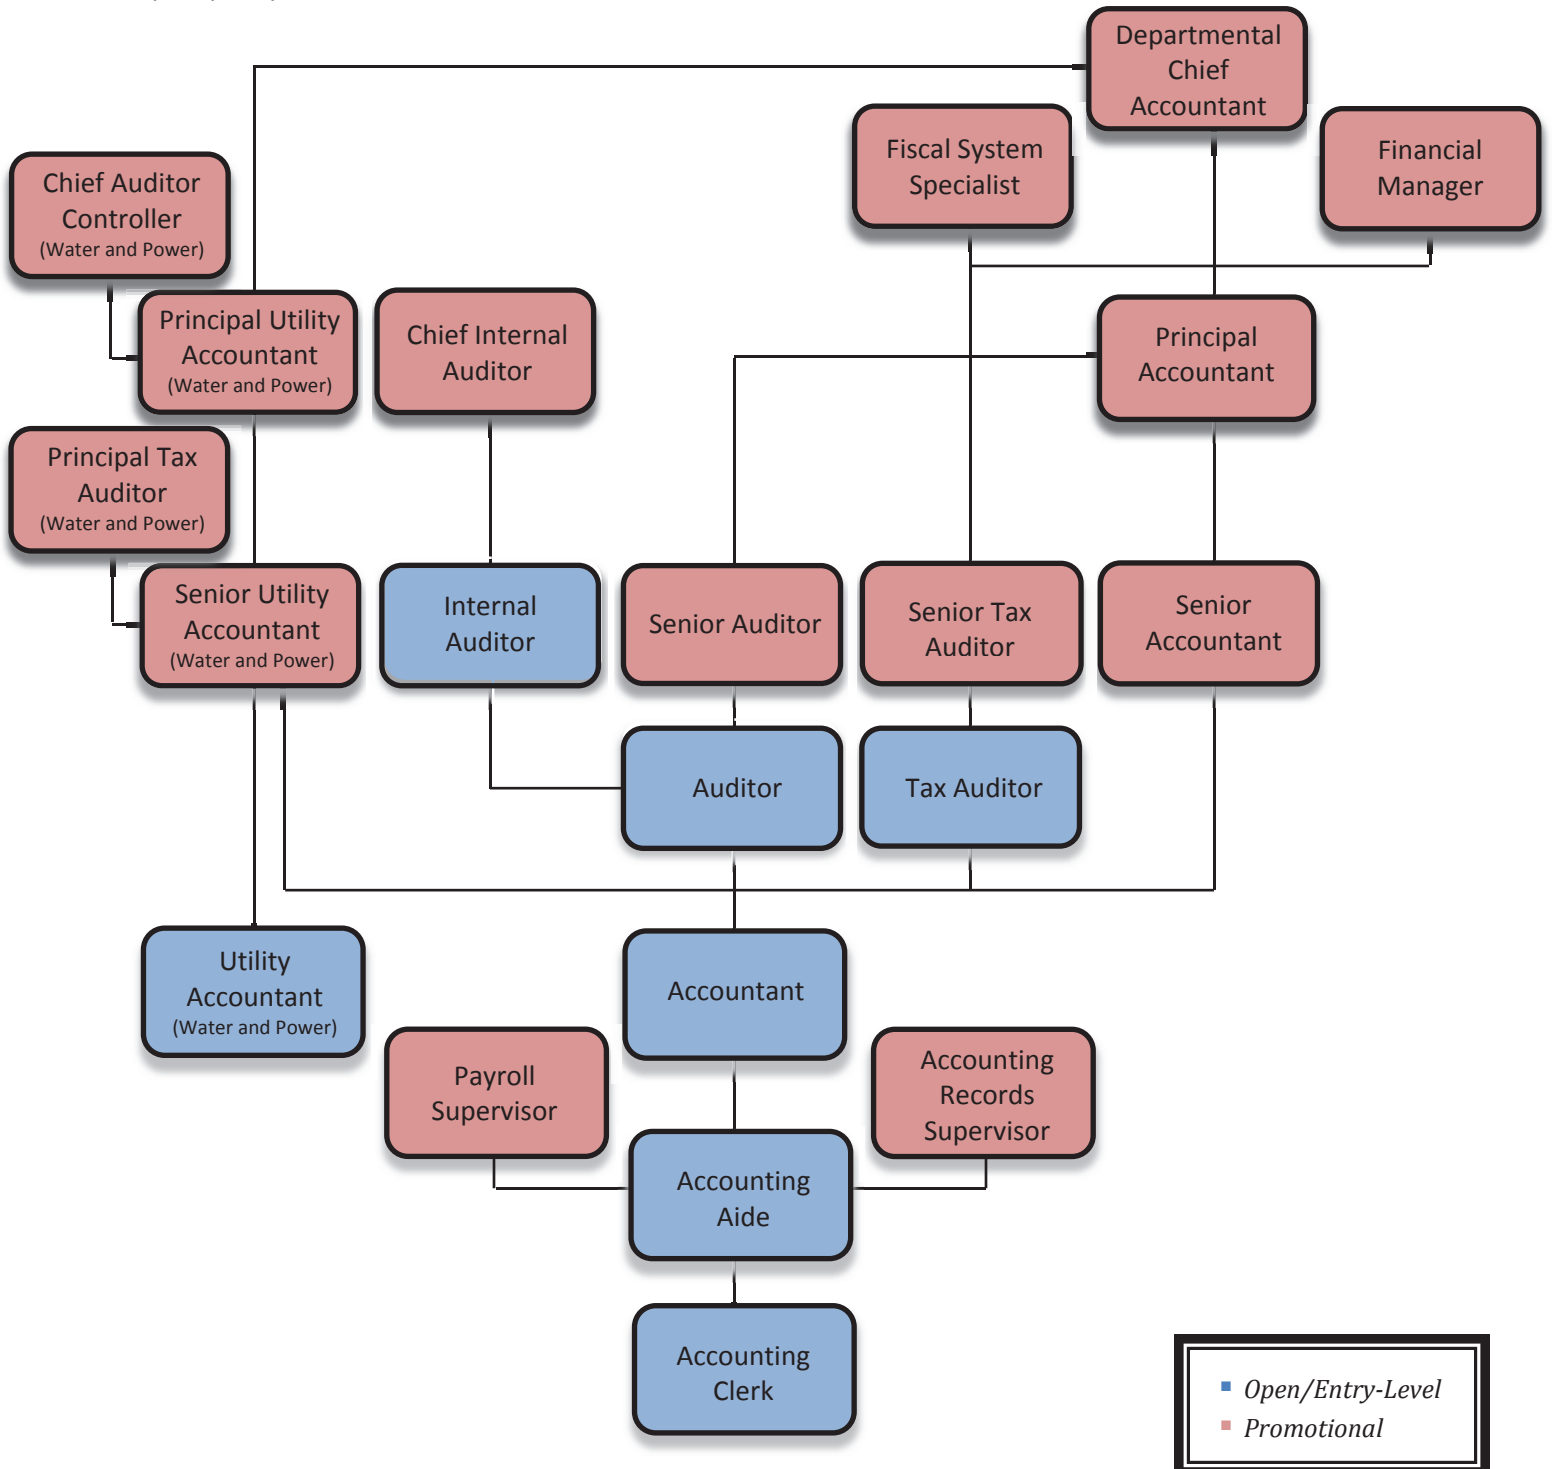 Departmental
Chief
Accountant
Fiscal System
Specialist
Financial
Manager
Chief Auditor
Controller
(Water and Power)
Principal Utility
Accountant
(Water and Power)
Chief Internal
Auditor
Principal
Accountant
Principal Tax
Auditor
(Water and Power)
Senior Utility
Accountant
(Water and Power)
Internal
Auditor
Senior Auditor
Senior Tax
Auditor
Senior
Accountant
Auditor
Tax Auditor
Utility
Accountant
(Water and Power)
Accountant
Payroll
Supervisor
Accounting
Records
Supervisor
Accounting
Aide
Accounting
Clerk
Open/Entry-Level
Promotional